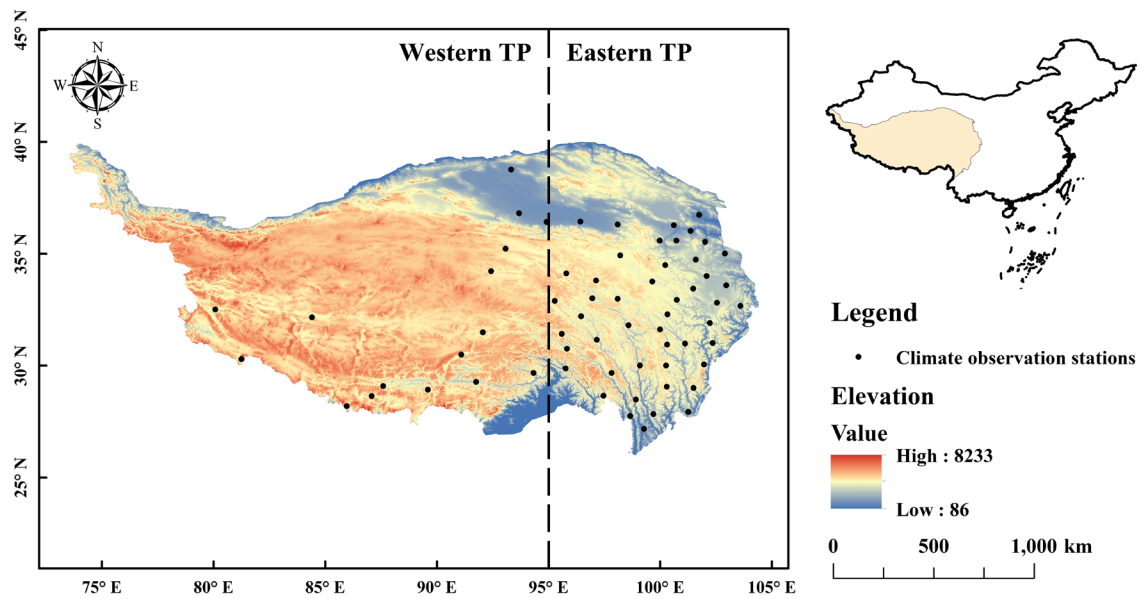 Western TP Eastern TP
N
W E
S
45° N
40° N
35° N
30° N
25° N
75° E 80° E 85° E 90° E 95° E 100° E 105° E
Legend
Climate observation stations
Elevation
Value
High : 8233
Low : 86
0 500 1,000 km